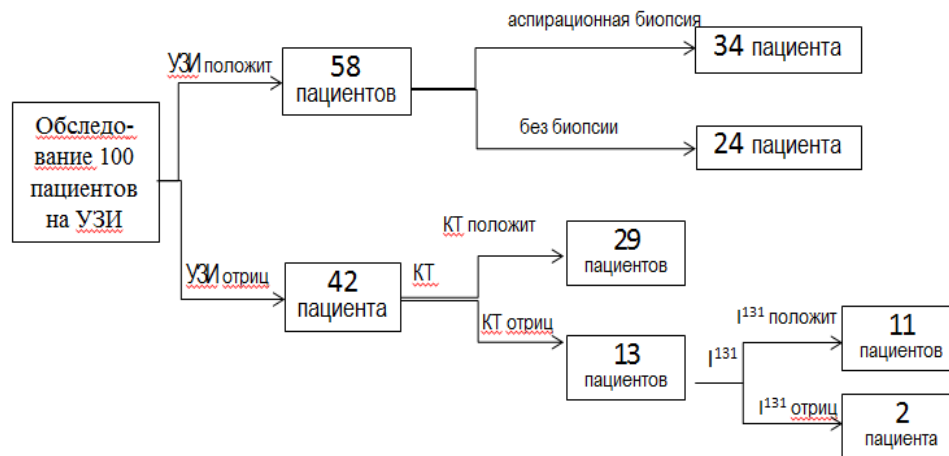 Обследо-
вание 100
пациентов
на УЗИ
УЗИ положит
58
пациентов
аспирационная биопсия
34 пациента
без биопсии
24 пациента
УЗИ отриц
42
пациента
КТ
КТ положит
29
пациентов
КТ отриц
13
пациентов
I¹³¹
I¹³¹ положит
11
пациентов
I¹³¹ отриц
2
пациента